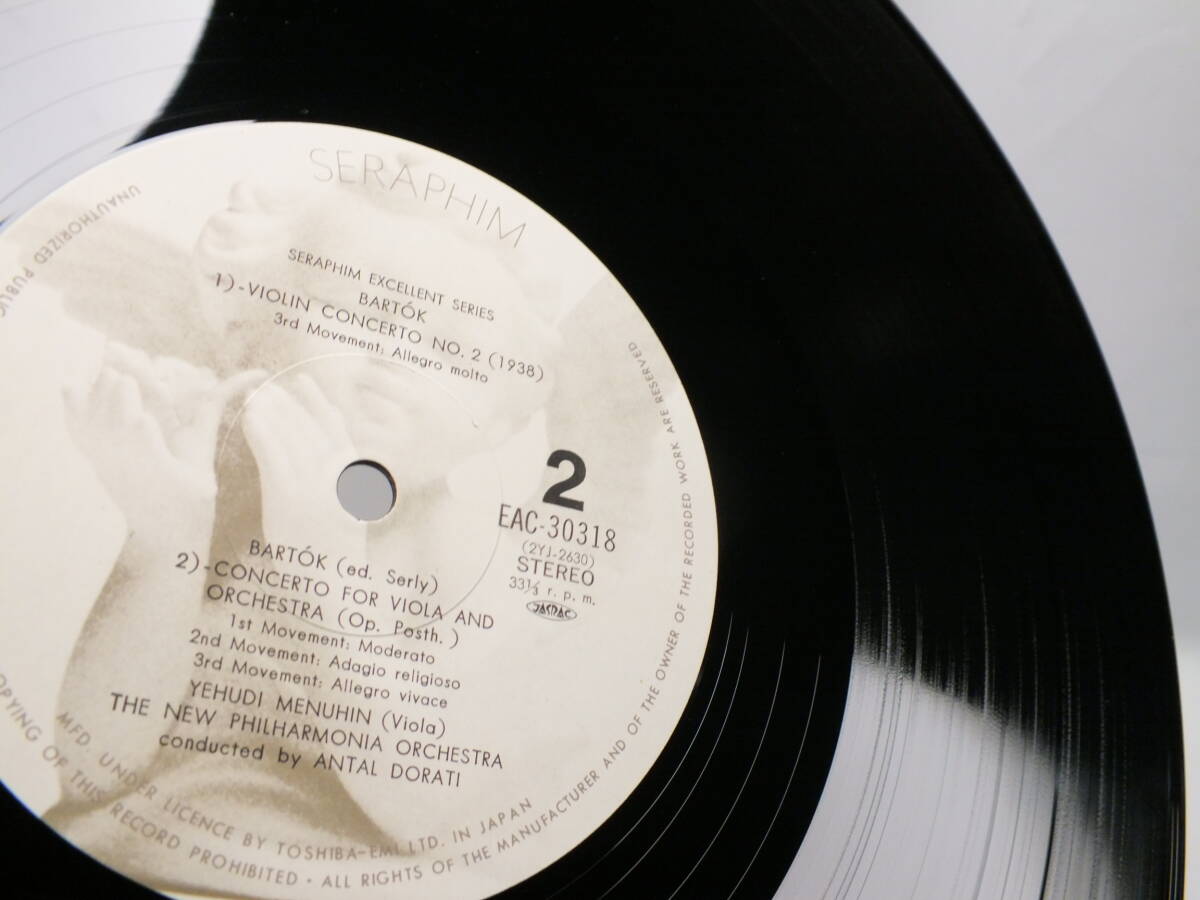 SERAPHIM
SERAPHIM EXCELLENT SERIES
BARTÓK
1)-VIOLIN CONCERTO NO. 2 (1938)
3rd Movement; Allegro molto
2
EAC-30318
(2YJ-2630)
STEREO
33⅓ r. p. m.
JASRAC
BARTÓK (ed. Serly)
2)-CONCERTO FOR VIOLA AND
ORCHESTRA (Op. Posth.)
1st Movement; Moderato
2nd Movement; Adagio religioso
3rd Movement; Allegro vivace
YEHUDI MENUHIN (Viola)
THE NEW PHILHARMONIA ORCHESTRA
conducted by ANTAL DORATI
MFD. UNDER LICENCE BY TOSHIBA-EMI LTD. IN JAPAN
UNAUTHORIZED PUBLIC
COPYING OF THIS RECORD PROHIBITED • ALL RIGHTS OF THE MANUFACTURER AND OF THE OWNER OF THE RECORDED WORK ARE RESERVED